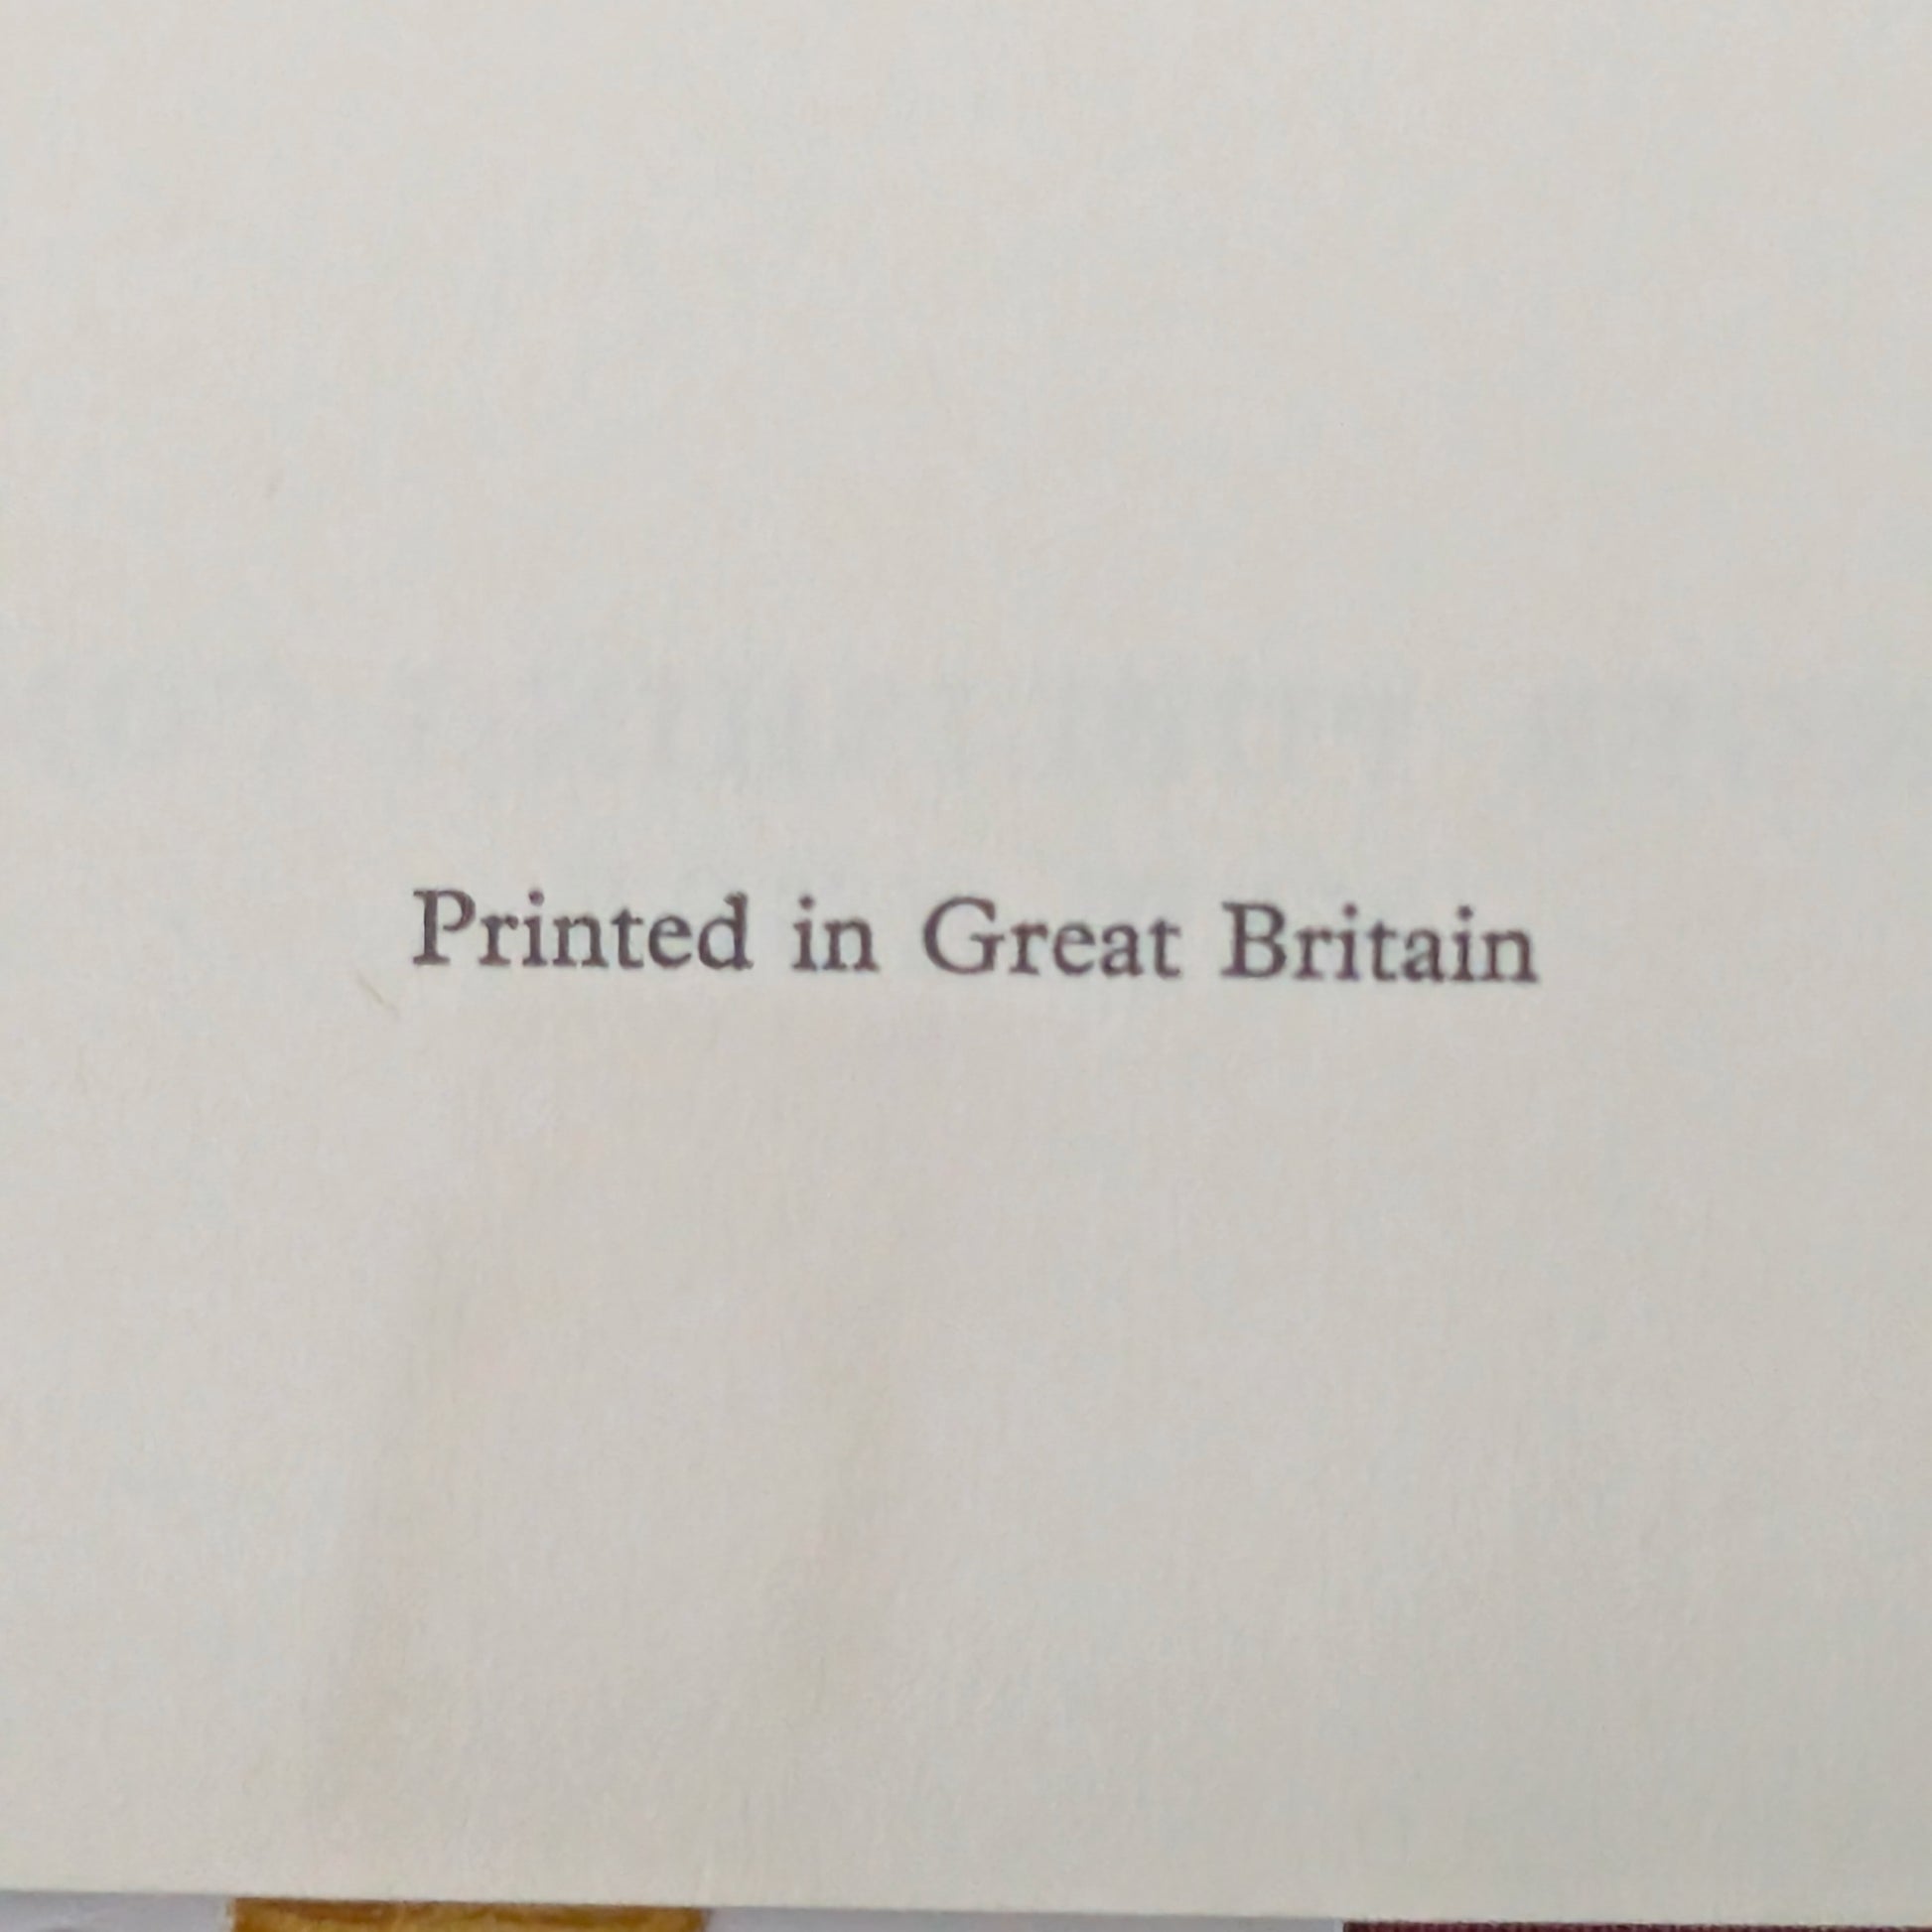 Printed in Great Britain